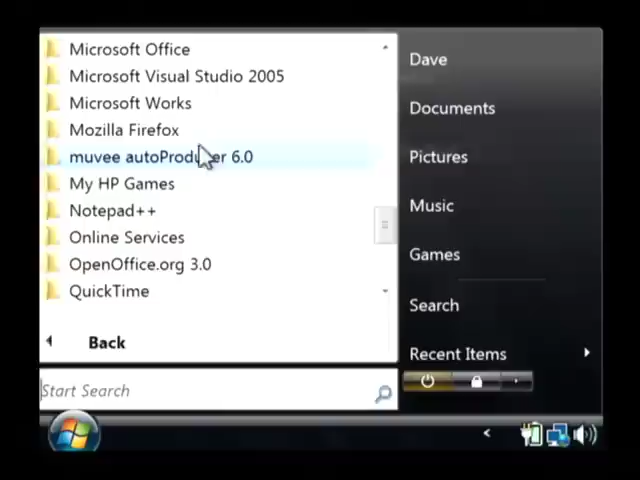 Microsoft Office
Microsoft Visual Studio 2005
Microsoft Works
Mozilla Firefox
muvee autoProducer 6.0
My HP Games
Notepad++
Online Services
OpenOffice.org 3.0
QuickTime
Back
Start Search
Dave
Documents
Pictures
Music
Games
Search
Recent Items